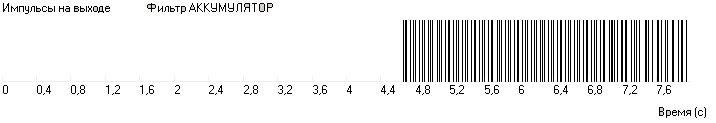 Импульсы на выходе Фильтр АККУМУЛЯТОР
0 0,4 0,8 1,2 1,6 2 2,4 2,8 3,2 3,6 4 4,4 4,8 5,2 5,6 6 6,4 6,8 7,2 7,6
Время (с)